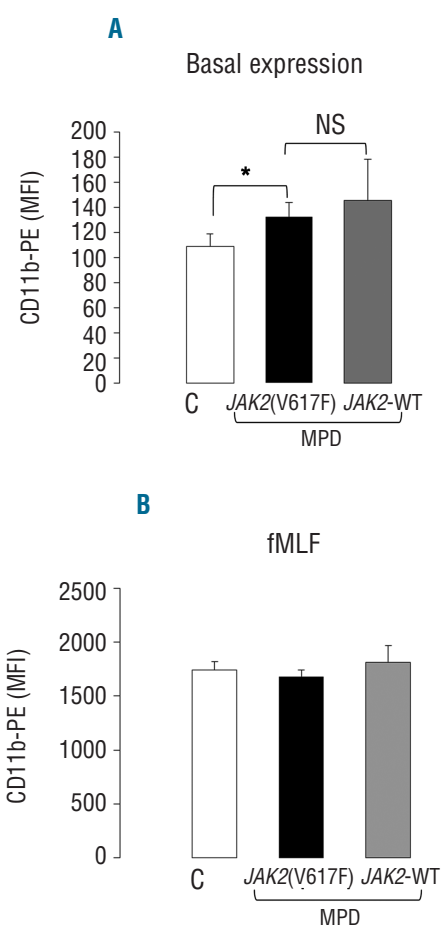 A
Basal expression
NS
*
CD11b-PE (MFI)
200
180
160
140
120
100
80
60
40
20
0
C JAK2(V617F) JAK2-WT
MPD
B
fMLF
CD11b-PE (MFI)
2500
2000
1500
1000
500
0
C JAK2(V617F) JAK2-WT
MPD